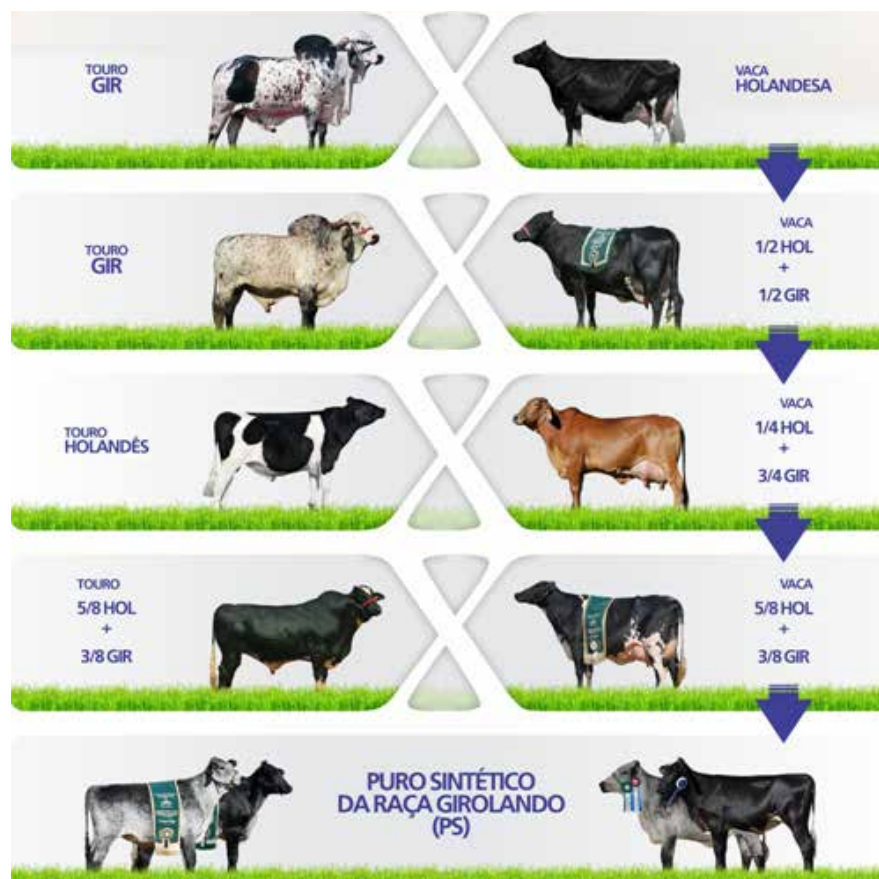 TOURO
GIR
VACA
HOLANDESA
TOURO
GIR
VACA
1/2 HOL
+
1/2 GIR
TOURO
HOLANDÊS
VACA
1/4 HOL
+
3/4 GIR
TOURO
5/8 HOL
+
3/8 GIR
VACA
5/8 HOL
+
3/8 GIR
PURO SINTÉTICO
DA RAÇA GIROLANDO
(PS)